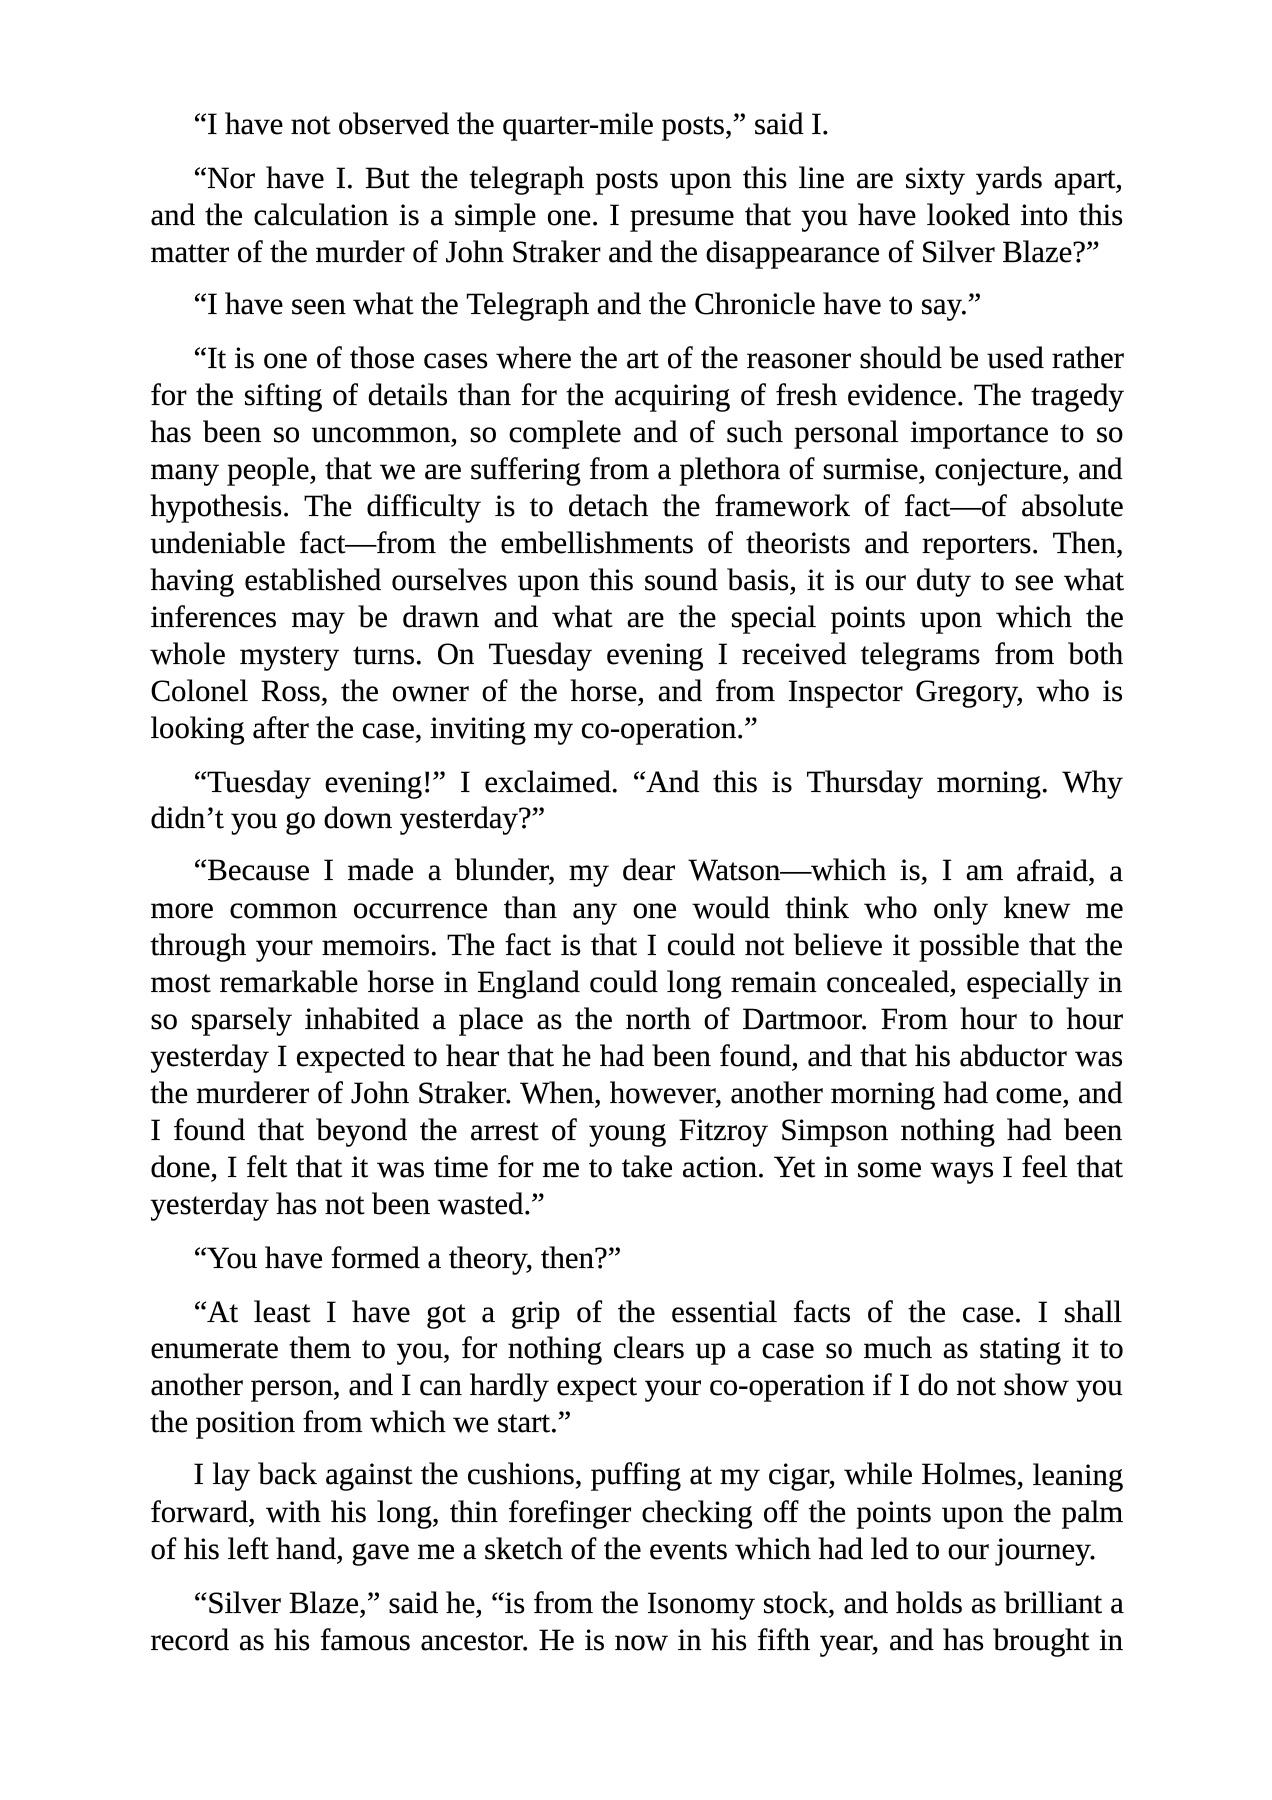 “I have not observed the quarter-mile posts,” said I.
“Nor have I. But the telegraph posts upon this line are sixty yards apart,
and the calculation is a simple one. I presume that you have looked into this
matter of the murder of John Straker and the disappearance of Silver Blaze?”
“I have seen what the Telegraph and the Chronicle have to say.”
“It is one of those cases where the art of the reasoner should be used rather
for the sifting of details than for the acquiring of fresh evidence. The tragedy
has been so uncommon, so complete and of such personal importance to so
many people, that we are suffering from a plethora of surmise, conjecture, and
hypothesis. The difficulty is to detach the framework of fact—of absolute
undeniable fact—from the embellishments of theorists and reporters. Then,
having established ourselves upon this sound basis, it is our duty to see what
inferences may be drawn and what are the special points upon which the
whole mystery turns. On Tuesday evening I received telegrams from both
Colonel Ross, the owner of the horse, and from Inspector Gregory, who is
looking after the case, inviting my co-operation.”
“Tuesday evening!” I exclaimed. “And this is Thursday morning. Why
didn’t you go down yesterday?”
“Because I made a blunder, my dear Watson—which is, I am afraid, a
more common occurrence than any one would think who only knew me
through your memoirs. The fact is that I could not believe it possible that the
most remarkable horse in England could long remain concealed, especially in
so sparsely inhabited a place as the north of Dartmoor. From hour to hour
yesterday I expected to hear that he had been found, and that his abductor was
the murderer of John Straker. When, however, another morning had come, and
I found that beyond the arrest of young Fitzroy Simpson nothing had been
done, I felt that it was time for me to take action. Yet in some ways I feel that
yesterday has not been wasted.”
“You have formed a theory, then?”
“At least I have got a grip of the essential facts of the case. I shall
enumerate them to you, for nothing clears up a case so much as stating it to
another person, and I can hardly expect your co-operation if I do not show you
the position from which we start.”
I lay back against the cushions, puffing at my cigar, while Holmes, leaning
forward, with his long, thin forefinger checking off the points upon the palm
of his left hand, gave me a sketch of the events which had led to our journey.
“Silver Blaze,” said he, “is from the Isonomy stock, and holds as brilliant a
record as his famous ancestor. He is now in his fifth year, and has brought in